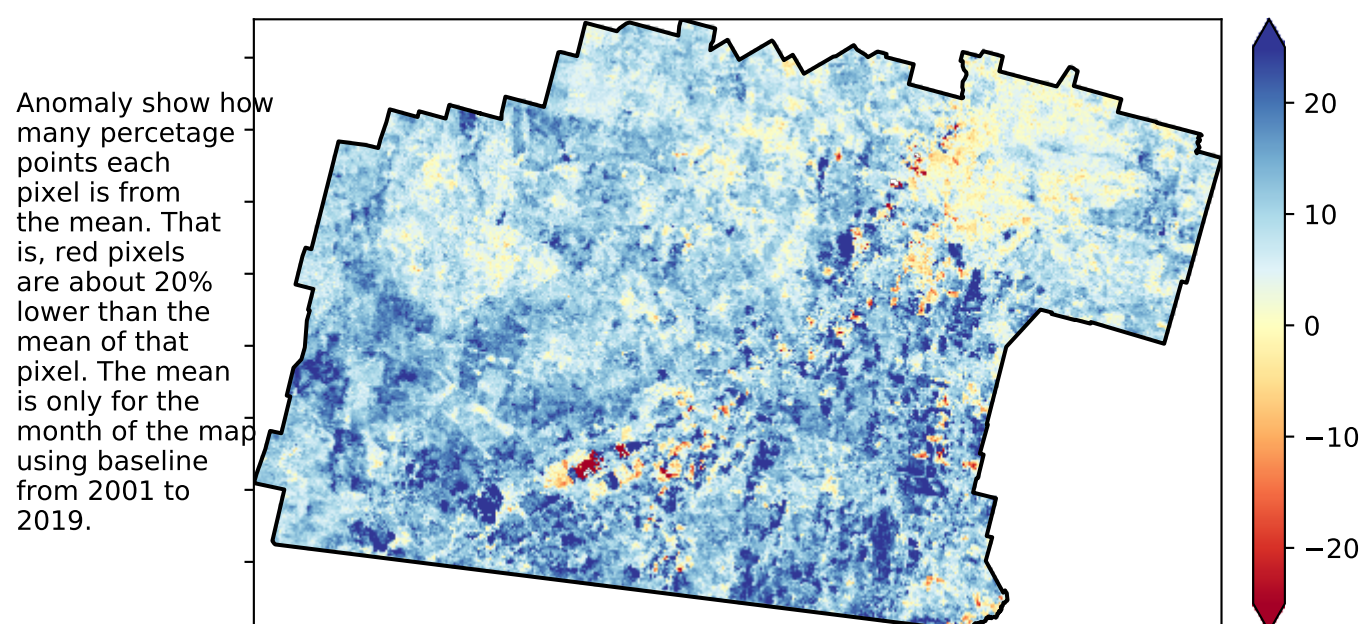 Anomaly show how
many percetage
points each
pixel is from
the mean. That
is, red pixels
are about 20%
lower than the
mean of that
pixel. The mean
is only for the
month of the map
using baseline
from 2001 to
2019.
20
10
0
−10
−20